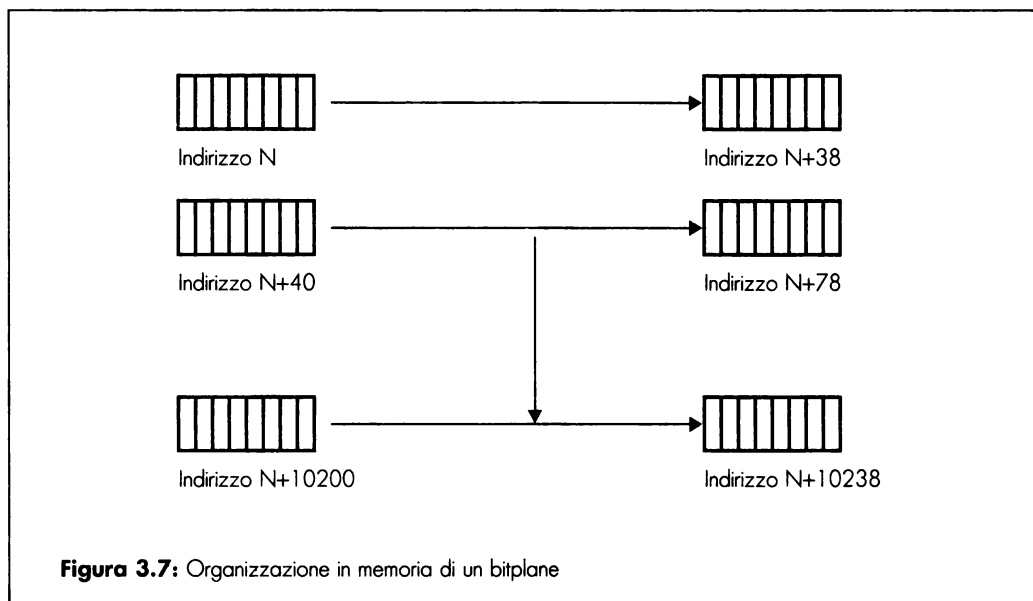 Indirizzo N
Indirizzo N+38
Indirizzo N+40
Indirizzo N+78
Indirizzo N+10200
Indirizzo N+10238
Figura 3.7: Organizzazione in memoria di un bitplane